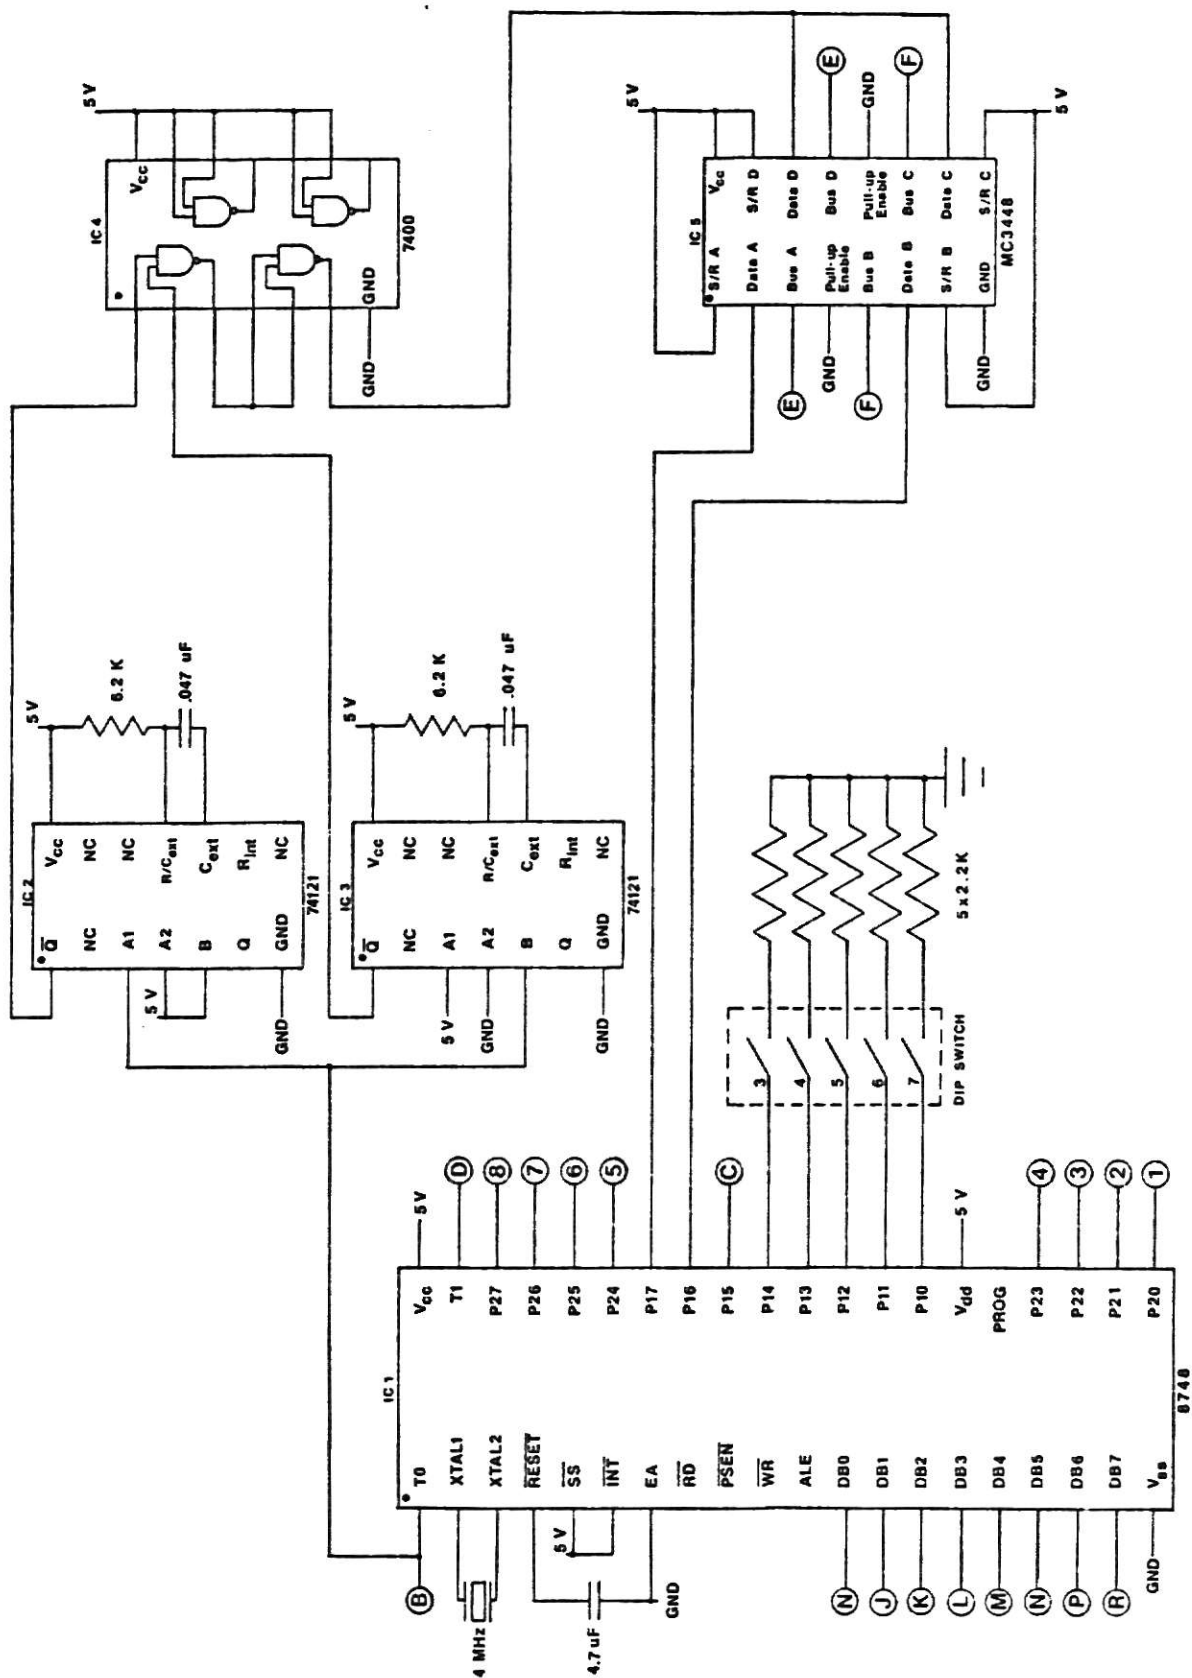 5 V
IC 4
VCC
7400
GND
GND
IC 2
Q
VCC
NC
NC
A1
NC
A2
R/Cext
B
Cext
Q
Rint
GND
NC
74121
5 V
GND
5 V
6.2 K
.047 uF
IC 3
Q
VCC
NC
NC
A1
NC
A2
R/Cext
B
Cext
Q
Rint
GND
NC
74121
5 V
GND
GND
5 V
6.2 K
.047 uF
5 V
IC 5
S/R A
VCC
Data A
S/R D
Bus A
Data D
Pull-up Enable
Bus D
Bus B
Pull-up Enable
Data B
Bus C
S/R B
Data C
GND
S/R C
MC3448
E
F
GND
GND
E
GND
F
5 V
IC 1
T0
VCC
XTAL1
T1
XTAL2
P27
RESET
P26
SS
P25
INT
P24
EA
P17
RD
P16
PSEN
P15
WR
P14
ALE
P13
DB0
P12
DB1
P11
DB2
P10
DB3
Vdd
DB4
PROG
DB5
P23
DB6
P22
DB7
P21
Vss
P20
8748
B
4 MHz
5 V
4.7 uF
GND
N
J
K
L
M
N
P
R
GND
5 V
D
8
7
6
5
C
5 V
4
3
2
1
3
4
5
6
7
DIP SWITCH
5 x 2.2K